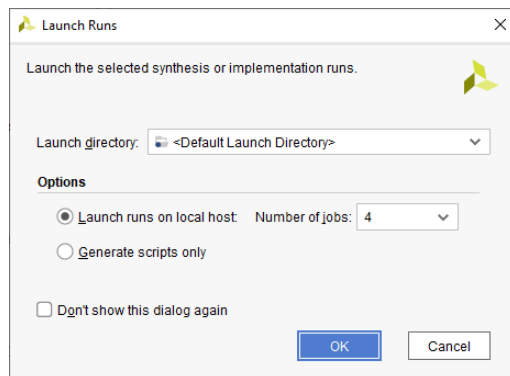 Launch Runs
Launch the selected synthesis or implementation runs.
Launch directory: <Default Launch Directory>
Options
Launch runs on local host: Number of jobs: 4
Generate scripts only
Don't show this dialog again
OK Cancel